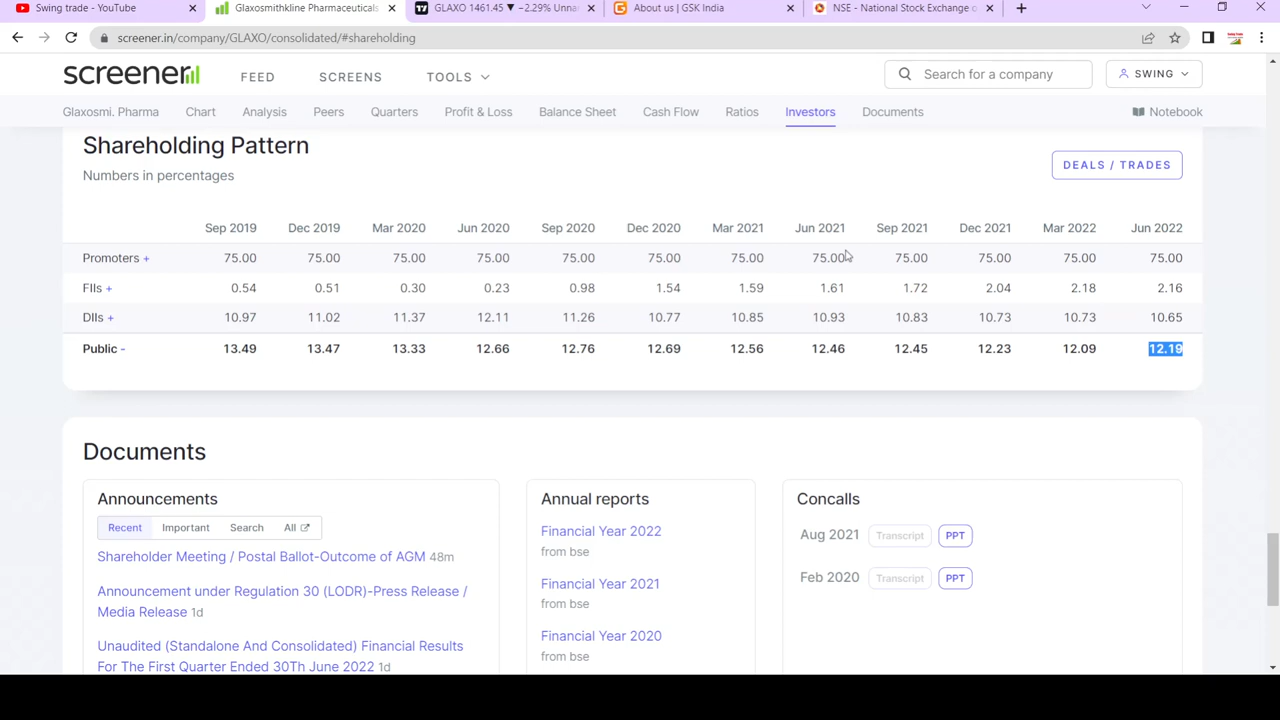 Swing trade - YouTube
Glaxosmithkline Pharmaceuticals
GLAXO 1461.45 ▼ −2.29% Unna
About us | GSK India
NSE - National Stock Exchange o
screener.in/company/GLAXO/consolidated/#shareholding
screener
FEED SCREENS TOOLS
Search for a company
SWING
Glaxosmi. Pharma Chart Analysis Peers Quarters Profit & Loss Balance Sheet Cash Flow Ratios Investors Documents Notebook
Shareholding Pattern
Numbers in percentages
DEALS / TRADES
Sep 2019 Dec 2019 Mar 2020 Jun 2020 Sep 2020 Dec 2020 Mar 2021 Jun 2021 Sep 2021 Dec 2021 Mar 2022 Jun 2022
Promoters + 75.00 75.00 75.00 75.00 75.00 75.00 75.00 75.00 75.00 75.00 75.00 75.00
FIIs + 0.54 0.51 0.30 0.23 0.98 1.54 1.59 1.61 1.72 2.04 2.18 2.16
DIIs + 10.97 11.02 11.37 12.11 11.26 10.77 10.85 10.93 10.83 10.73 10.73 10.65
Public - 13.49 13.47 13.33 12.66 12.76 12.69 12.56 12.46 12.45 12.23 12.09 12.19
Documents
Announcements
Recent Important Search All
Shareholder Meeting / Postal Ballot-Outcome of AGM 48m
Announcement under Regulation 30 (LODR)-Press Release /
Media Release 1d
Unaudited (Standalone And Consolidated) Financial Results
For The First Quarter Ended 30Th June 2022 1d
Annual reports
Financial Year 2022
from bse
Financial Year 2021
from bse
Financial Year 2020
from bse
Concalls
Aug 2021 Transcript PPT
Feb 2020 Transcript PPT